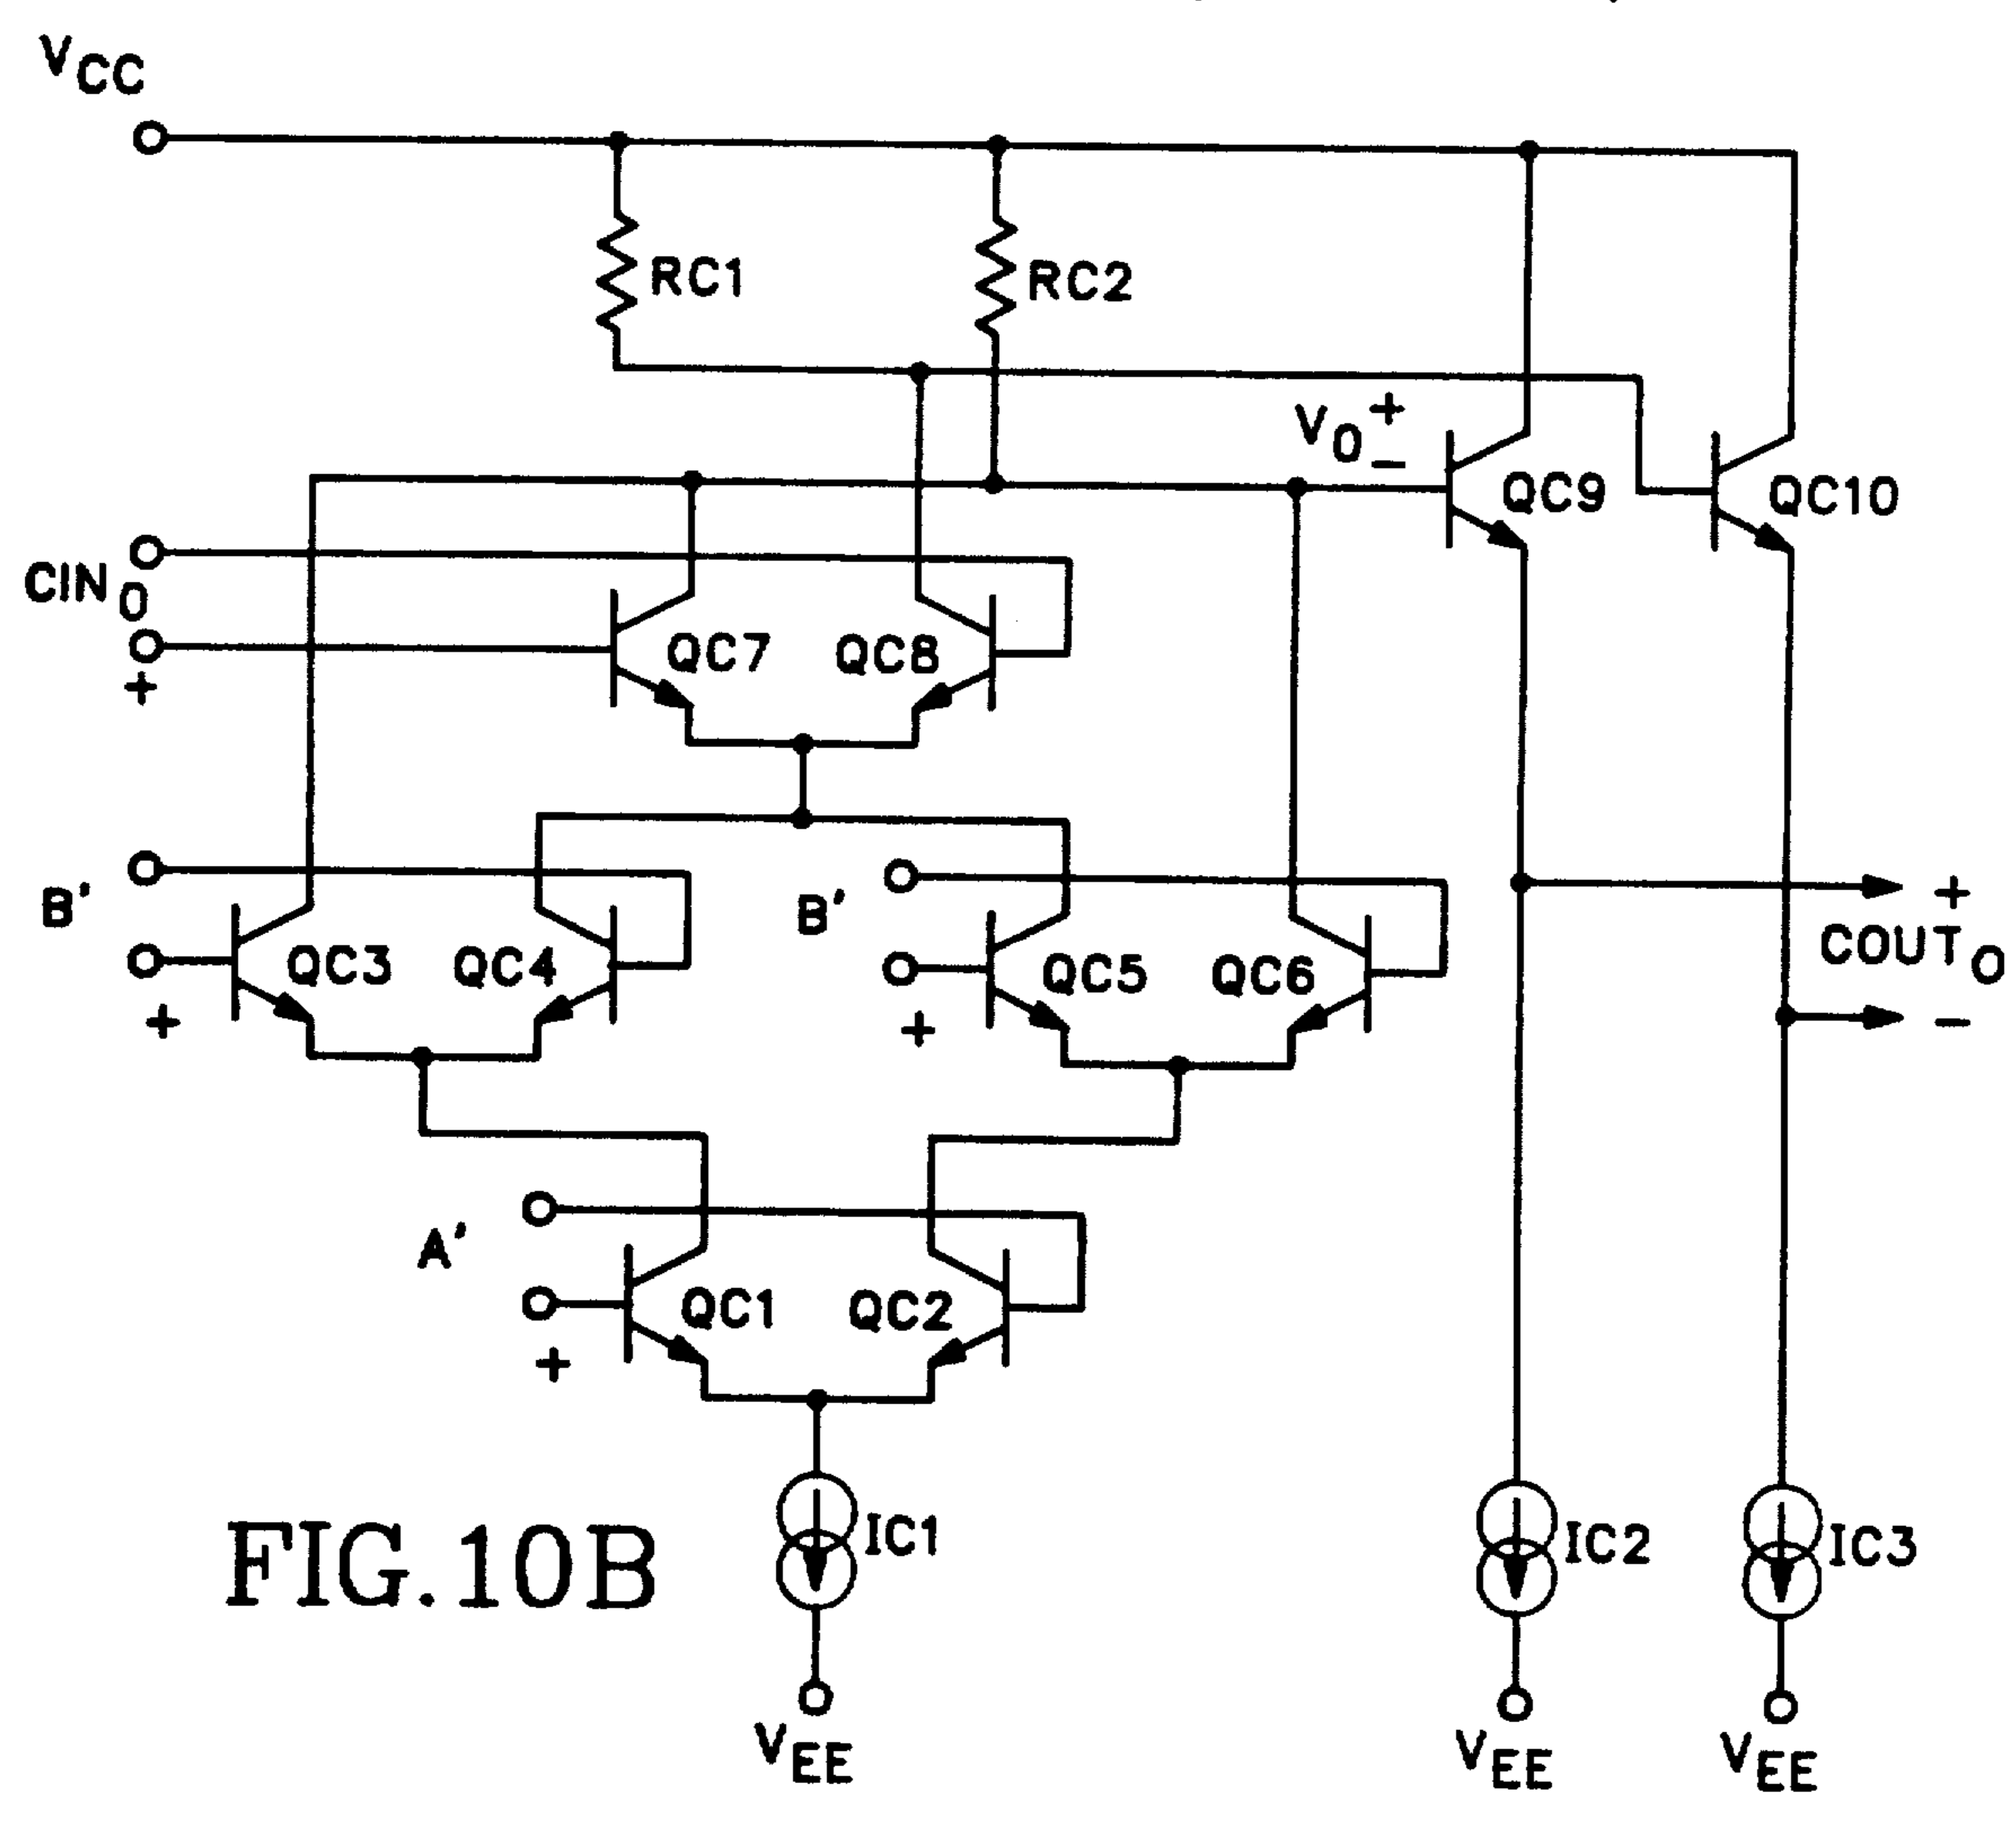 VCC
RC1
RC2
VO
+
−
QC9
QC10
CIN0
+
QC7
QC8
B'
+
QC3
QC4
B'
+
QC5
QC6
+
COUT0
−
A'
+
QC1
QC2
IC1
IC2
IC3
VEE
VEE
VEE
FIG.10B